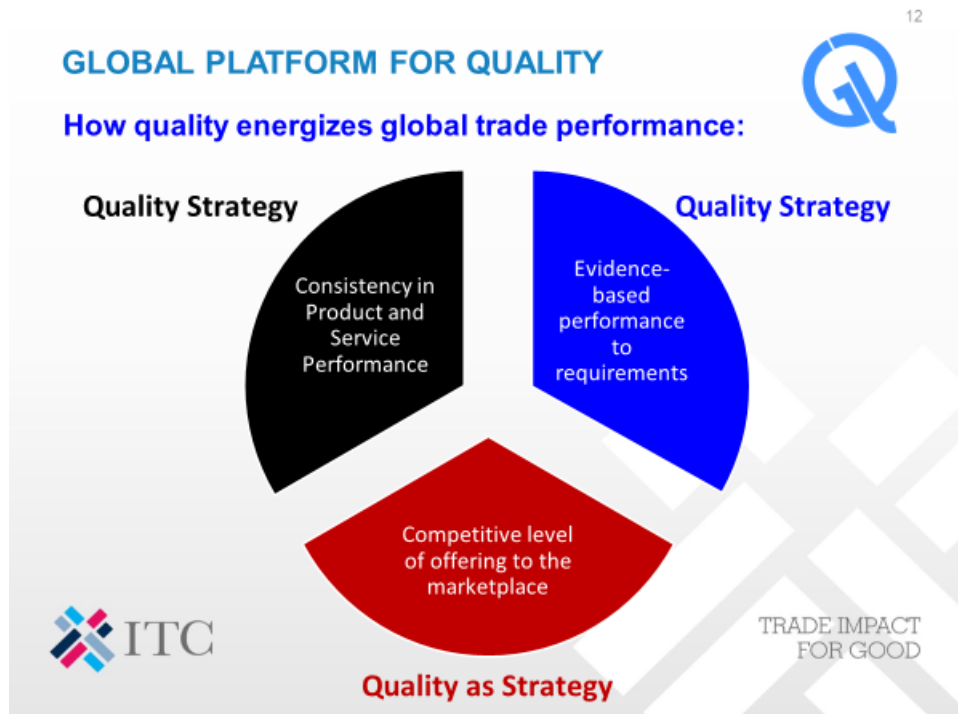 12
GLOBAL PLATFORM FOR QUALITY
How quality energizes global trade performance:
Quality Strategy
Quality Strategy
Consistency in
Product and
Service
Performance
Evidence-
based
performance
to
requirements
Competitive level
of offering to the
marketplace
ITC
TRADE IMPACT
FOR GOOD
Quality as Strategy